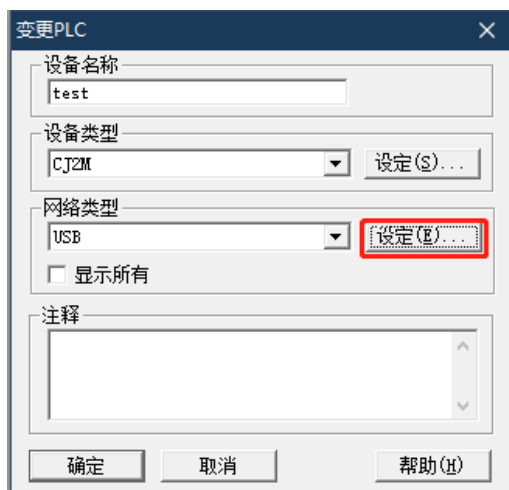 变更PLC
设备名称
test
设备类型
CJ2M
设定(S)...
网络类型
USB
设定(E)...
显示所有
注释
确定
取消
帮助(H)